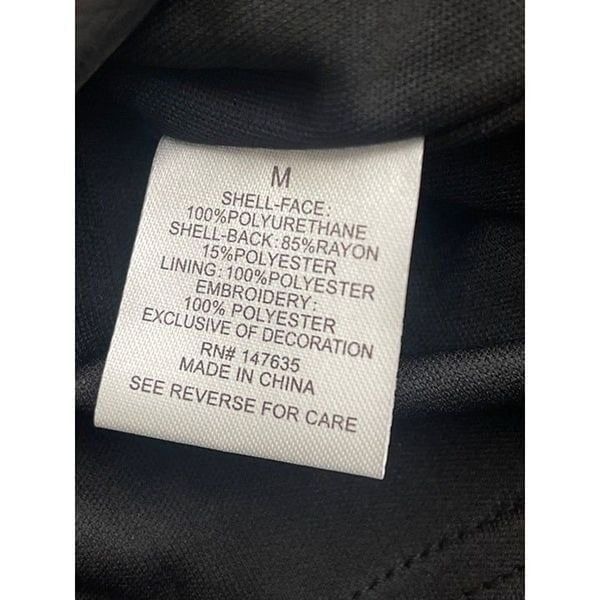 M
SHELL-FACE:
100%POLYURETHANE
SHELL-BACK: 85%RAYON
15%POLYESTER
LINING: 100%POLYESTER
EMBROIDERY:
100% POLYESTER
EXCLUSIVE OF DECORATION
RN# 147635
MADE IN CHINA
SEE REVERSE FOR CARE